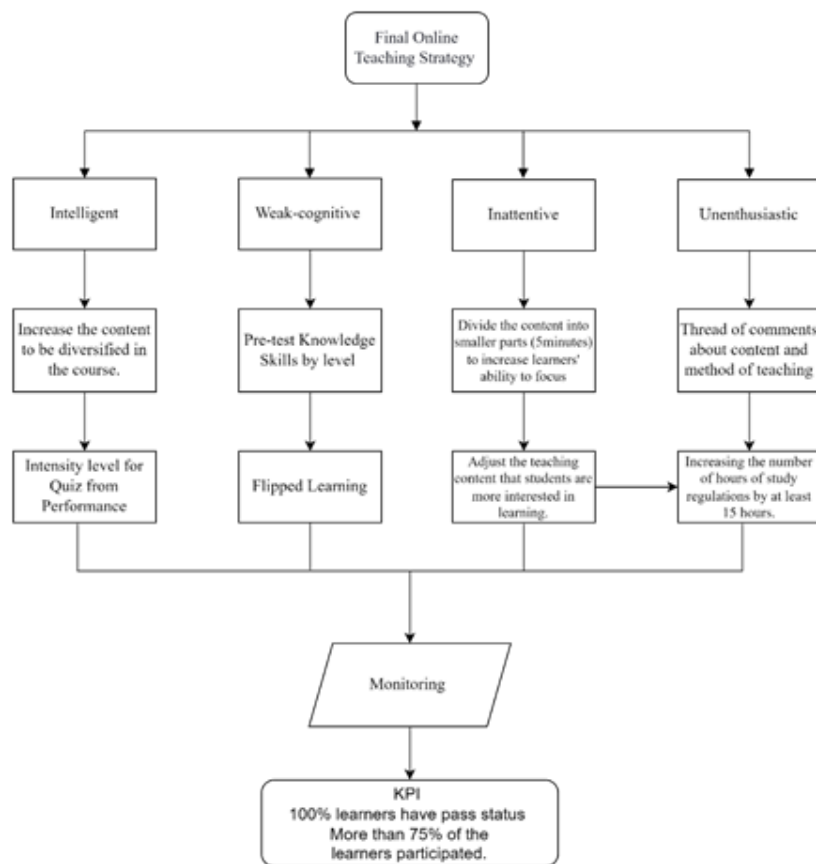 Final Online
Teaching Strategy
Intelligent
Weak-cognitive
Inattentive
Unenthusiastic
Increase the content
to be diversified in
the course.
Pre-test Knowledge
Skills by level
Divide the content into
smaller parts (5minutes)
to increase learners'
ability to focus
Thread of comments
about content and
method of teaching
Intensity level for
Quiz from
Performance
Flipped Learning
Adjust the teaching
content that students are
more interested in
learning.
Increasing the number
of hours of study
regulations by at least
15 hours.
Monitoring
KPI
100% learners have pass status
More than 75% of the
learners participated.